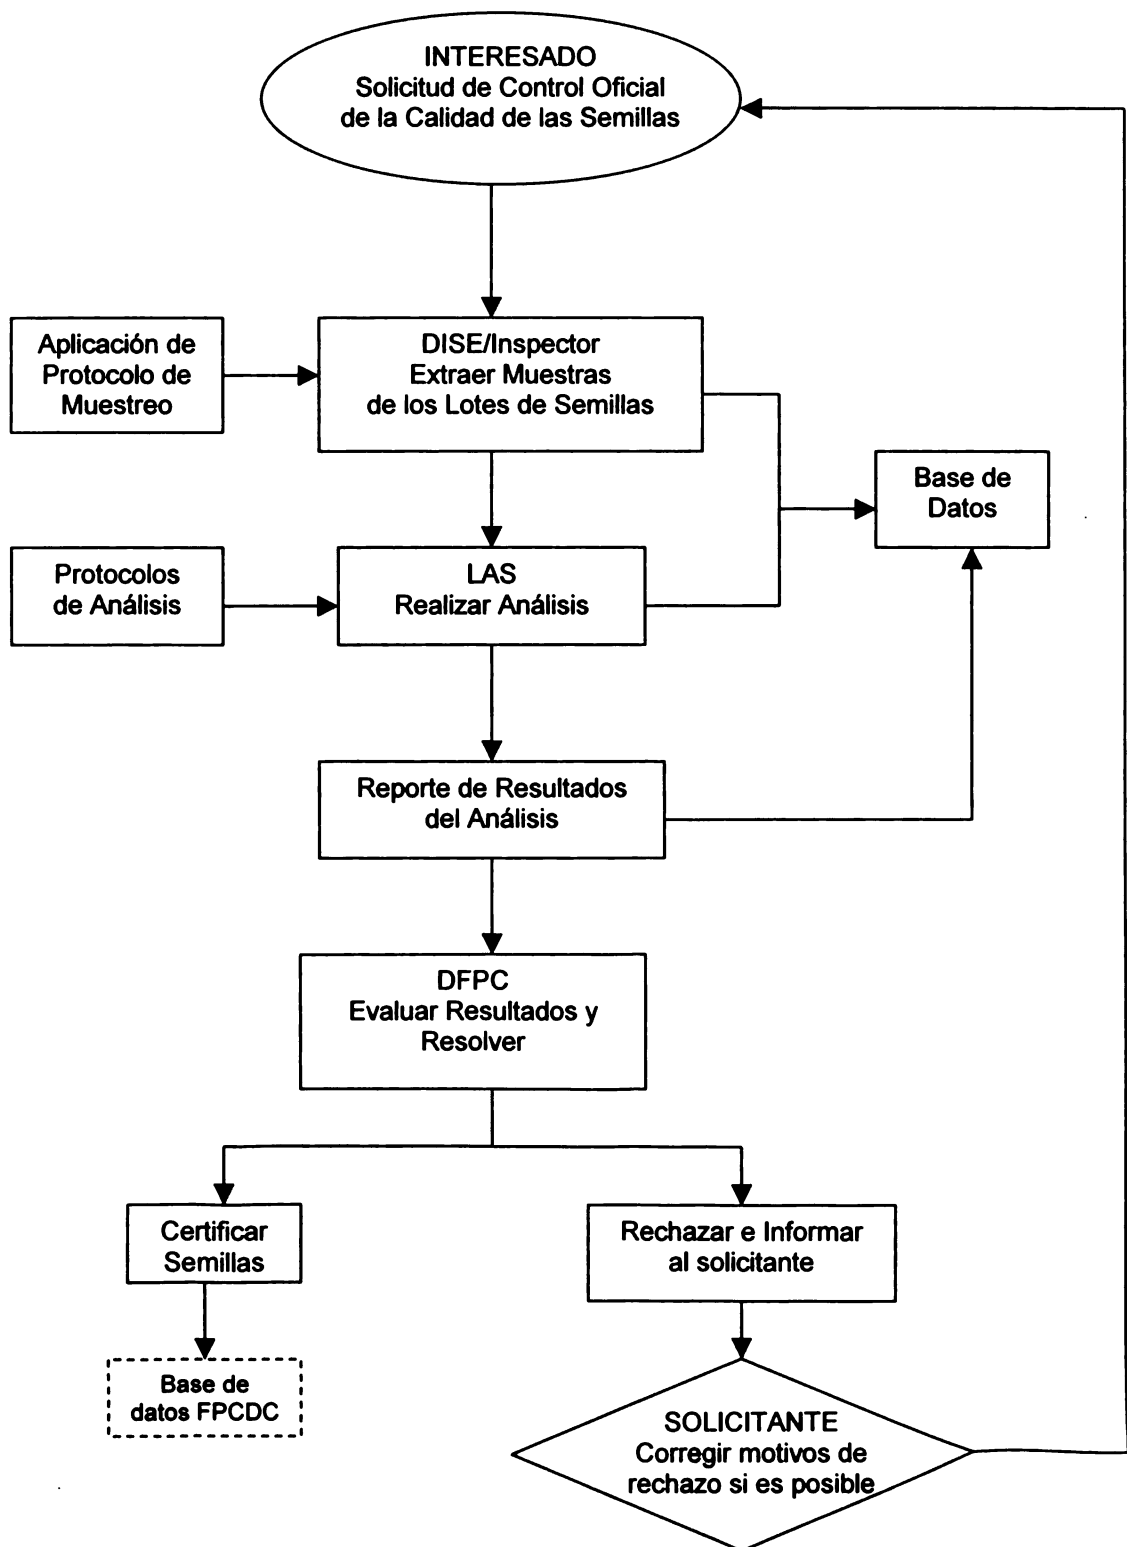 INTERESADO
Solicitud de Control Oficial
de la Calidad de las Semillas
Aplicación de
Protocolo de
Muestreo
DISE/Inspector
Extraer Muestras
de los Lotes de Semillas
Base de
Datos
Protocolos
de Análisis
LAS
Realizar Análisis
Reporte de Resultados
del Análisis
DFPC
Evaluar Resultados y
Resolver
Certificar
Semillas
Rechazar e Informar
al solicitante
Base de
datos FPCDC
SOLICITANTE
Corregir motivos de
rechazo si es posible